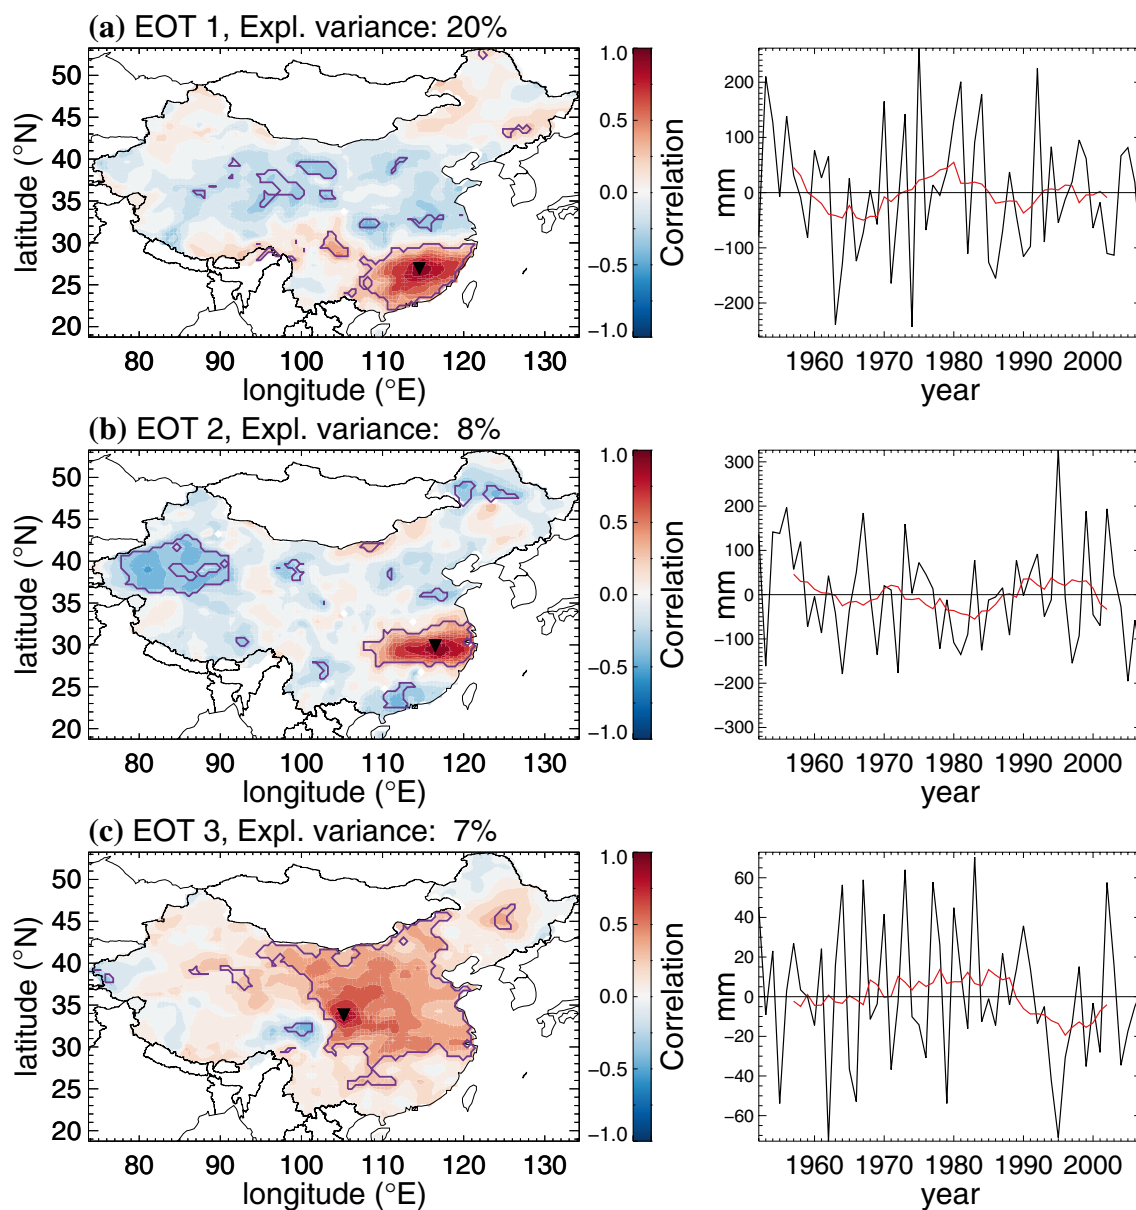 (a) EOT 1, Expl. variance: 20%
50
45
40
35
30
25
20
latitude (°N)
80 90 100 110 120 130
longitude (°E)
1.0
0.5
0.0
−0.5
−1.0
Correlation
200
100
0
−100
−200
mm
1960 1970 1980 1990 2000
year
(b) EOT 2, Expl. variance: 8%
50
45
40
35
30
25
20
latitude (°N)
80 90 100 110 120 130
longitude (°E)
1.0
0.5
0.0
−0.5
−1.0
Correlation
300
200
100
0
−100
−200
−300
mm
1960 1970 1980 1990 2000
year
(c) EOT 3, Expl. variance: 7%
50
45
40
35
30
25
20
latitude (°N)
80 90 100 110 120 130
longitude (°E)
1.0
0.5
0.0
−0.5
−1.0
Correlation
60
40
20
0
−20
−40
−60
mm
1960 1970 1980 1990 2000
year